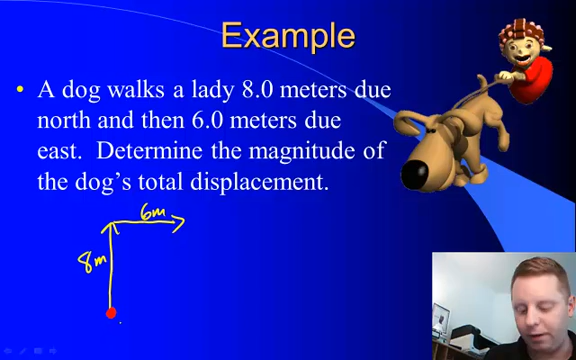 Example
• A dog walks a lady 8.0 meters due
north and then 6.0 meters due
east. Determine the magnitude of
the dog's total displacement.
6m
8m